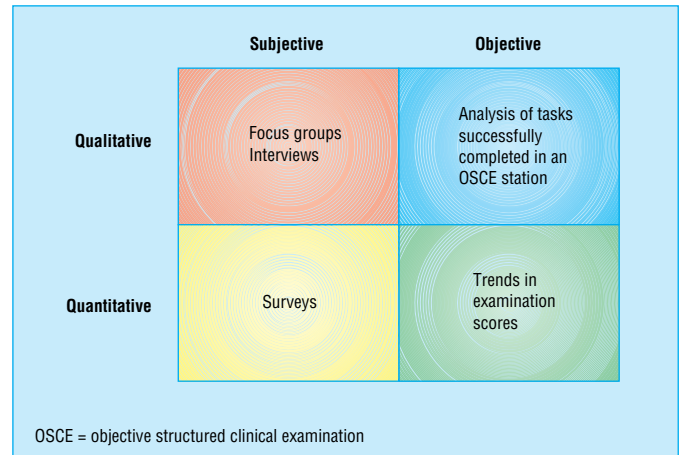 Subjective
Objective
Qualitative
Focus groups
Interviews
Analysis of tasks
successfully
completed in an
OSCE station
Quantitative
Surveys
Trends in
examination
scores
OSCE = objective structured clinical examination